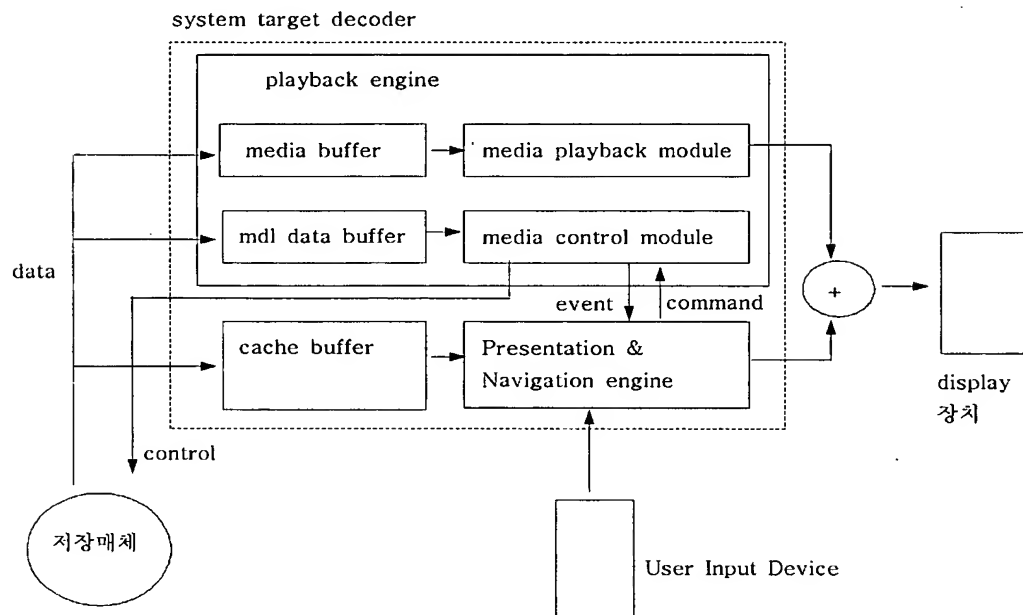 system target decoder
playback engine
media buffer
media playback module
mdl data buffer
media control module
data
event
command
+
cache buffer
Presentation &
Navigation engine
display
장치
control
저장매체
User Input Device